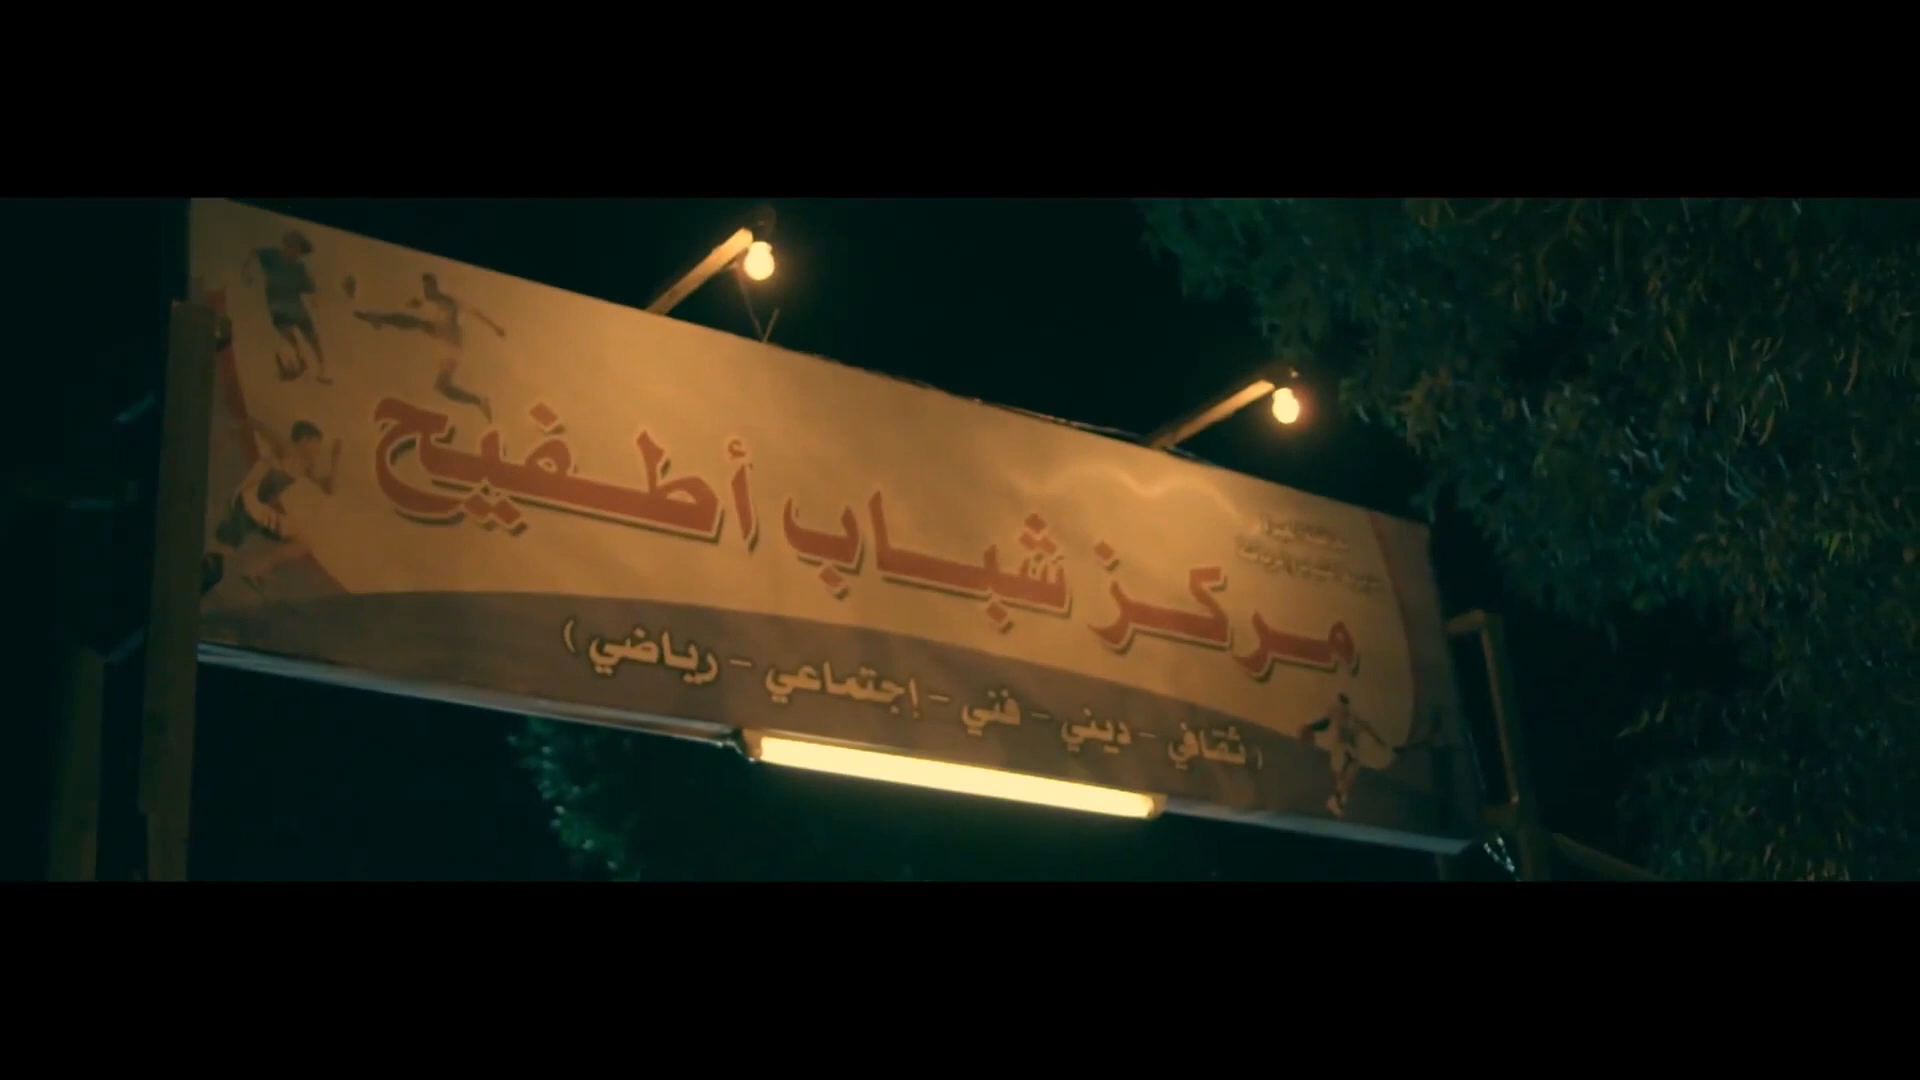 مركز شباب أطفيح
( ثقافي - ديني - فني - إجتماعي - رياضي )